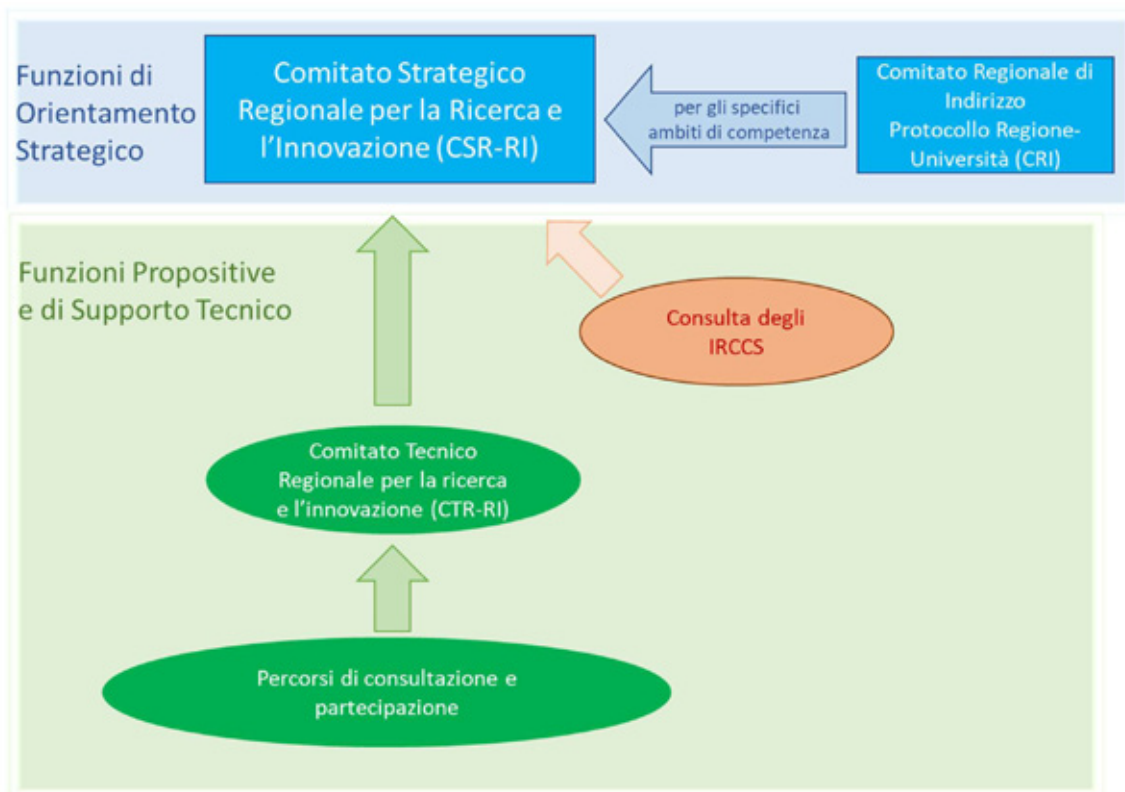 Funzioni di
Orientamento
Strategico
Comitato Strategico
Regionale per la Ricerca e
l'Innovazione (CSR-RI)
per gli specifici
ambiti di competenza
Comitato Regionale di
Indirizzo
Protocollo Regione-
Università (CRI)
Funzioni Propositive
e di Supporto Tecnico
Consulta degli
IRCCS
Comitato Tecnico
Regionale per la ricerca
e l'innovazione (CTR-RI)
Percorsi di consultazione e
partecipazione